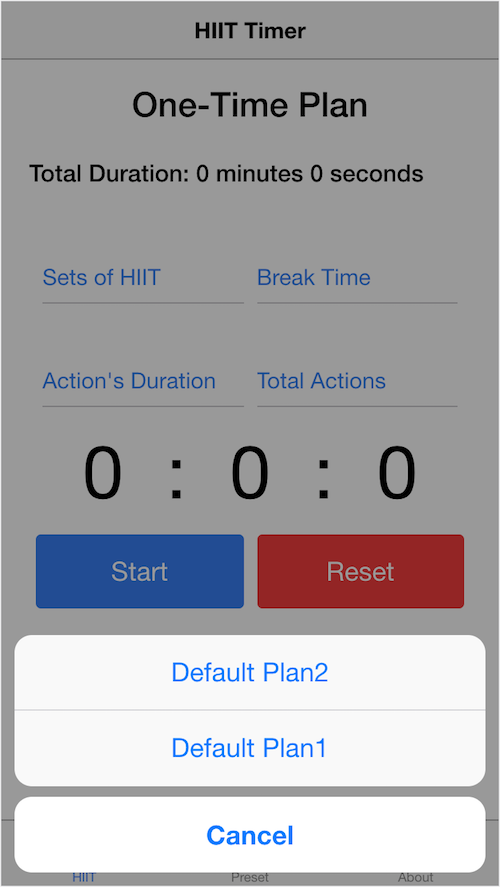 HIIT Timer
One-Time Plan
Total Duration: 0 minutes 0 seconds
Sets of HIIT Break Time
Action's Duration Total Actions
0 : 0 : 0
Start Reset
Default Plan2
Default Plan1
Cancel
HIIT Preset About